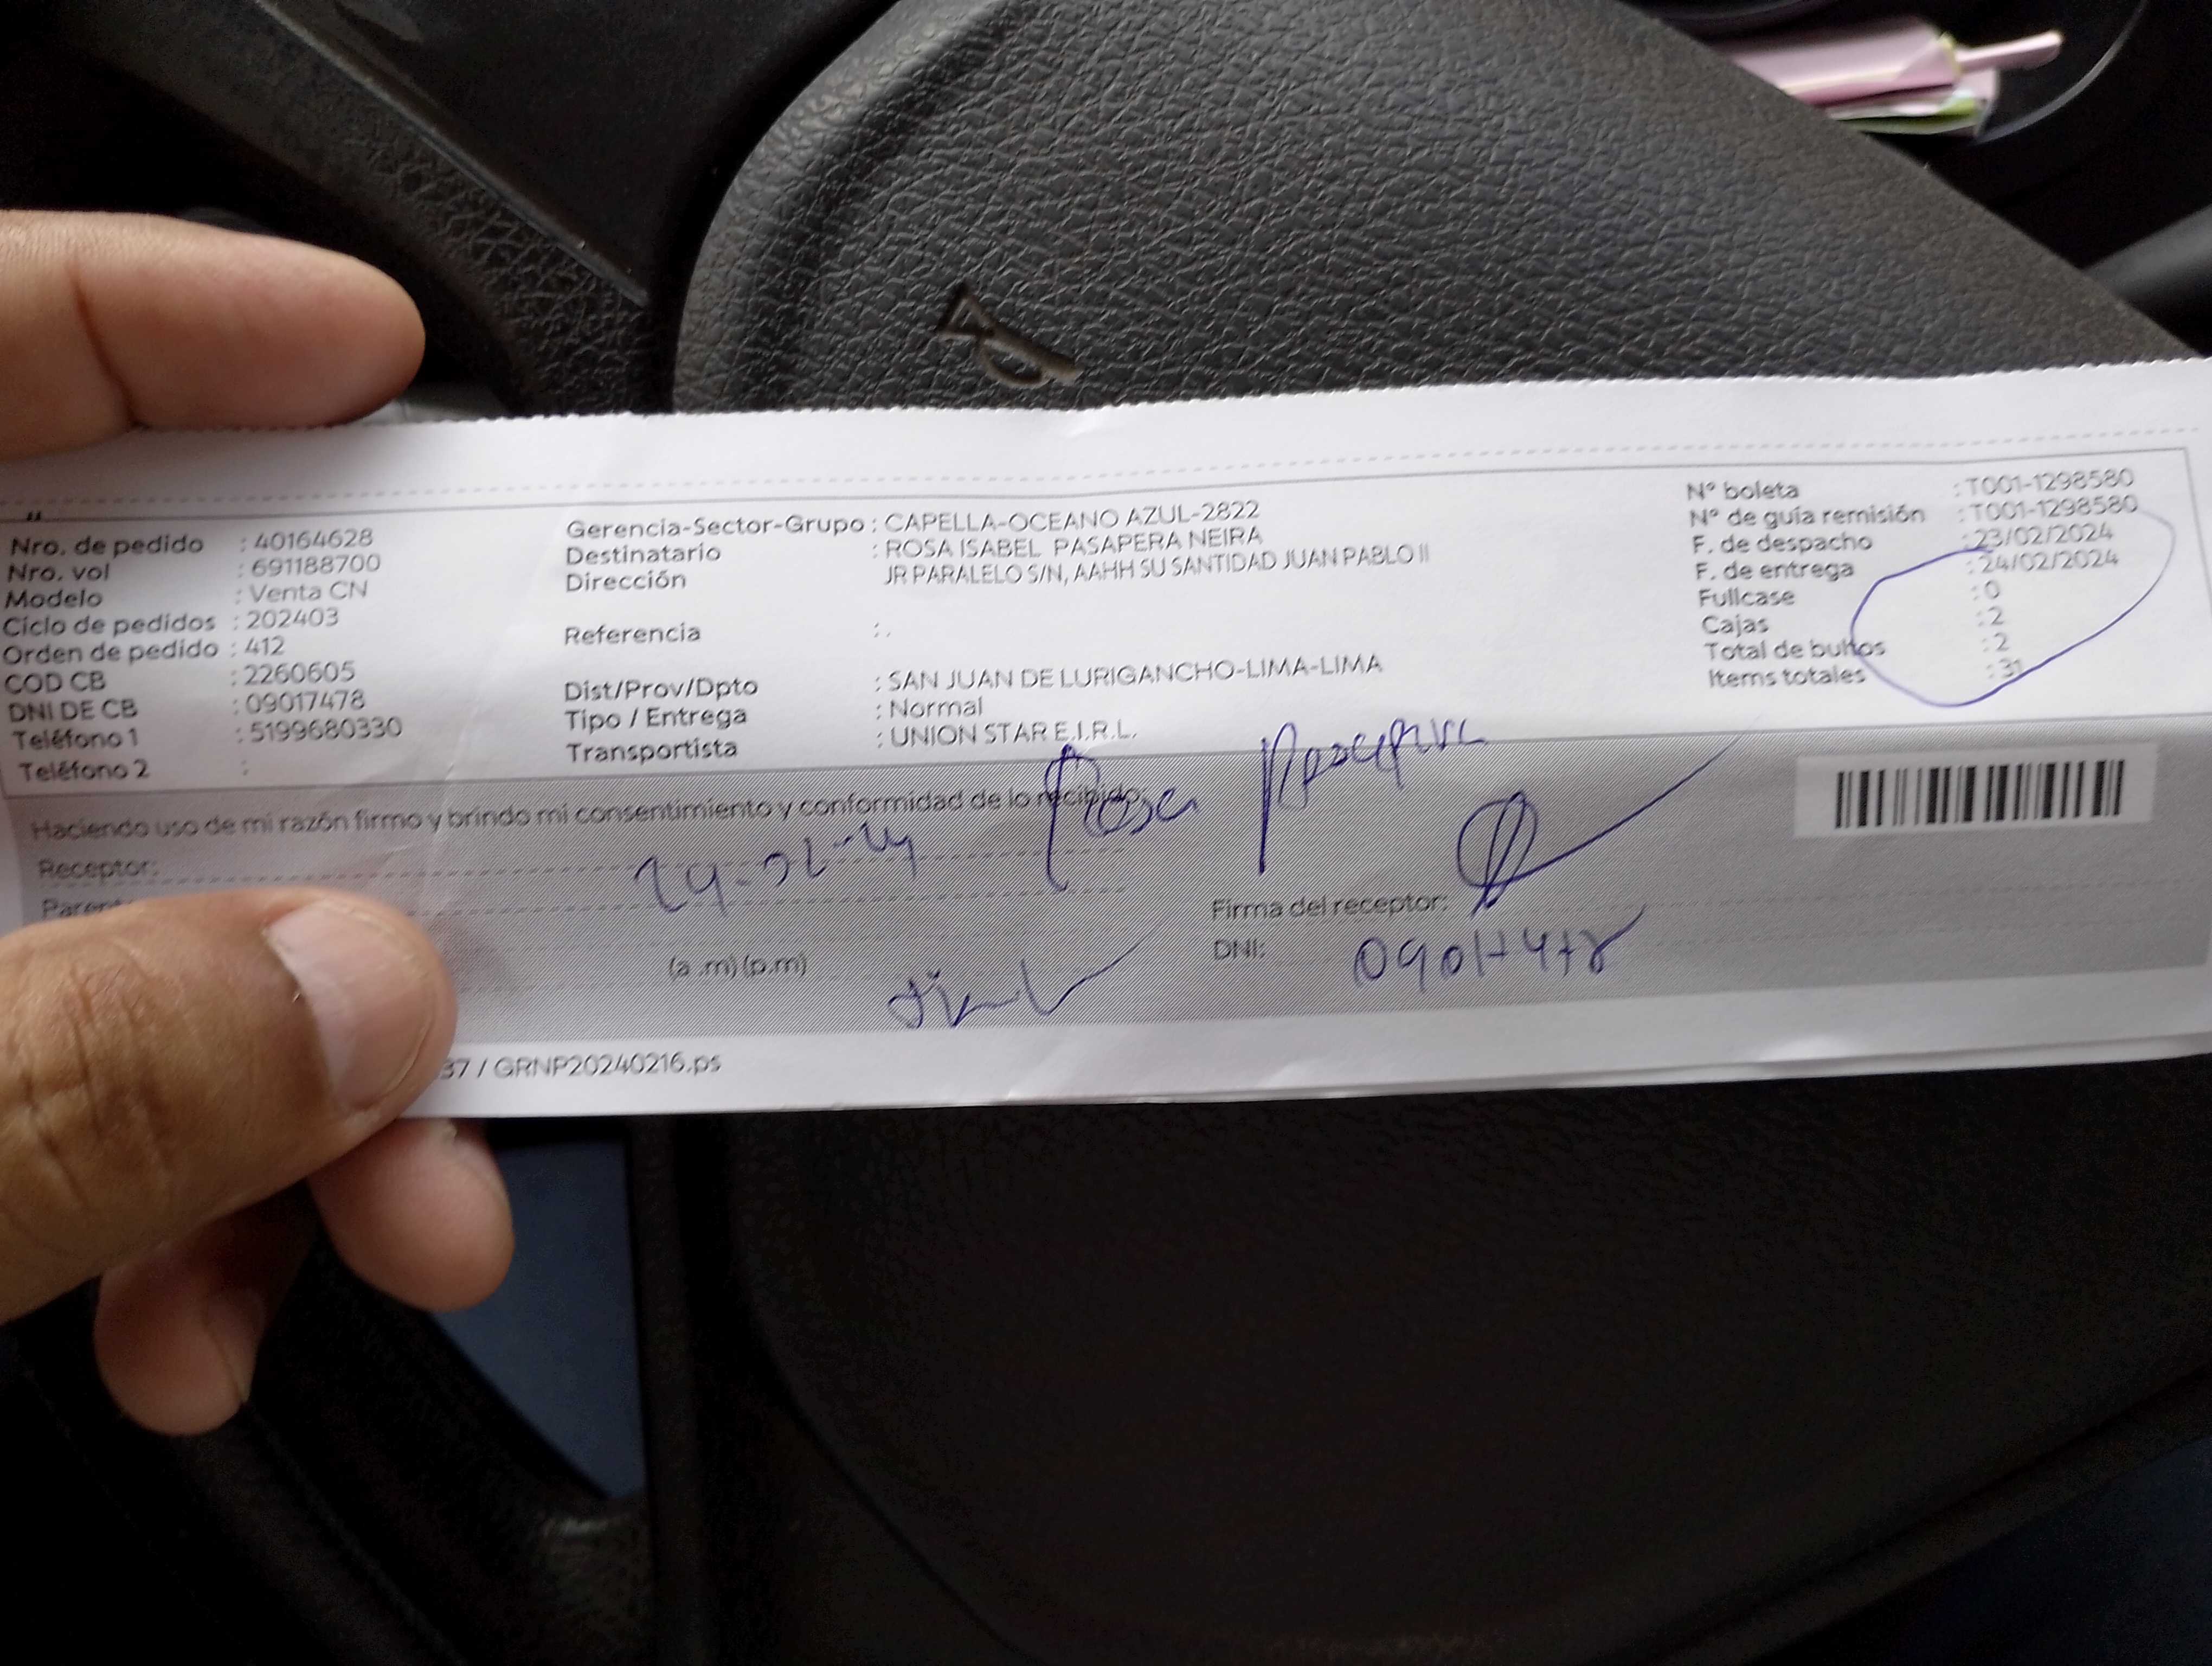 Nro. de pedido : 40164628
Nro. vol : 691188700
Modelo : Venta CN
Ciclo de pedidos : 202403
Orden de pedido : 412
COD CB : 2260605
DNI DE CB : 09017478
Teléfono 1 : 5199680330
Teléfono 2 :
Gerencia-Sector-Grupo : CAPELLA-OCEANO AZUL-2822
Destinatario : ROSA ISABEL PASAPERA NEIRA
Dirección JR PARALELO S/N, AAHH SU SANTIDAD JUAN PABLO II
Referencia : .
Dist/Prov/Dpto : SAN JUAN DE LURIGANCHO-LIMA-LIMA
Tipo / Entrega : Normal
Transportista : UNION STAR E.I.R.L.
N° boleta : T001-1298580
N° de guía remisión : T001-1298580
F. de despacho : 23/02/2024
F. de entrega : 24/02/2024
Fullcase : 0
Cajas : 2
Total de bultos : 2
Items totales : 31
Haciendo uso de mi razón firmo y brindo mi consentimiento y conformidad de lo recibido:
Rosa
Receptor:
(a .m) (p.m)
Firma del receptor:
DNI: 09017478
37 / GRNP20240216.ps